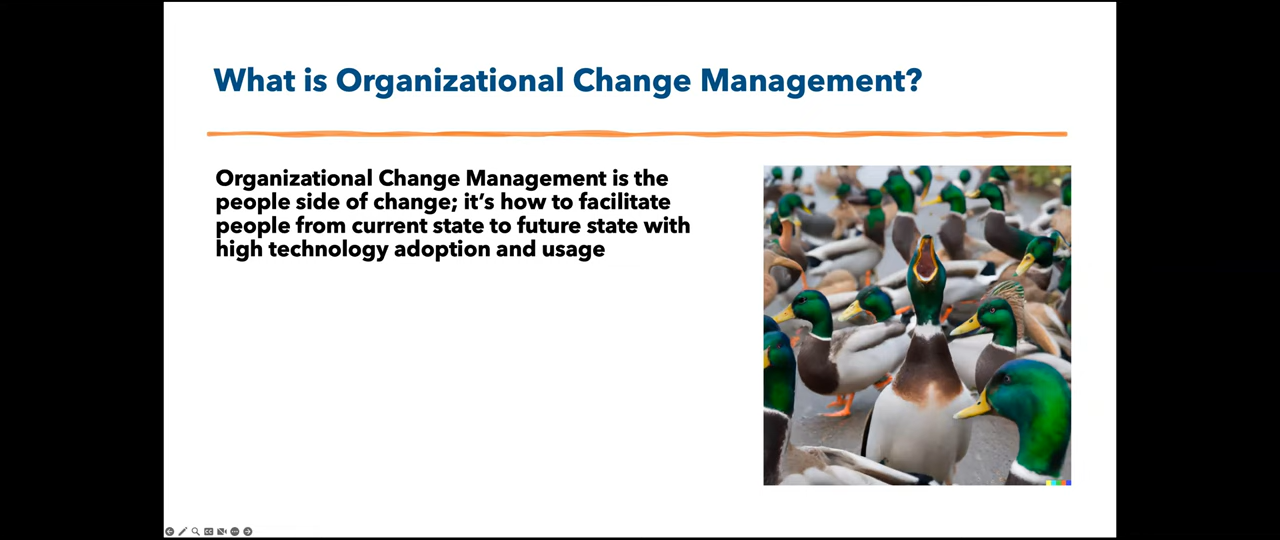 What is Organizational Change Management?
Organizational Change Management is the
people side of change; it’s how to facilitate
people from current state to future state with
high technology adoption and usage